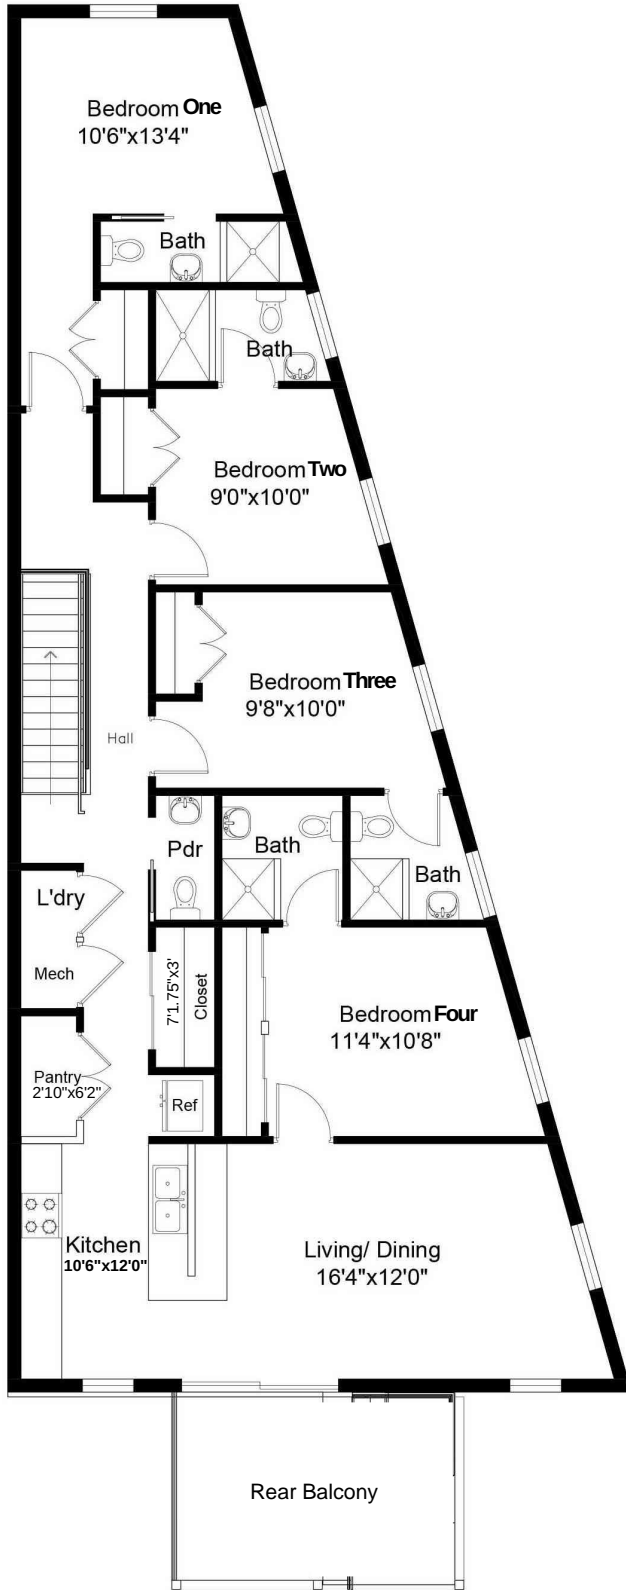 Bedroom One
10'6"x13'4"
Bath
Bath
Bedroom Two
9'0"x10'0"
Bedroom Three
9'8"x10'0"
Hall
Pdr
Bath
Bath
L'dry
Mech
7'1.75"x3'
Closet
Bedroom Four
11'4"x10'8"
Pantry
2'10"x6'2"
Ref
Kitchen
10'6"x12'0"
Living/ Dining
16'4"x12'0"
Rear Balcony